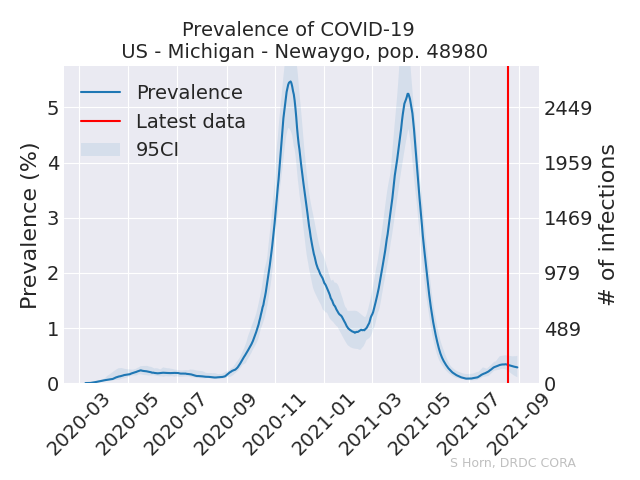 Prevalence of COVID-19
US - Michigan - Newaygo, pop. 48980
Prevalence
Latest data
95CI
Prevalence (%)
5
4
3
2
1
0
2449
1959
1469
979
489
0
# of infections
2020-03
2020-05
2020-07
2020-09
2020-11
2021-01
2021-03
2021-05
2021-07
2021-09
S Horn, DRDC CORA